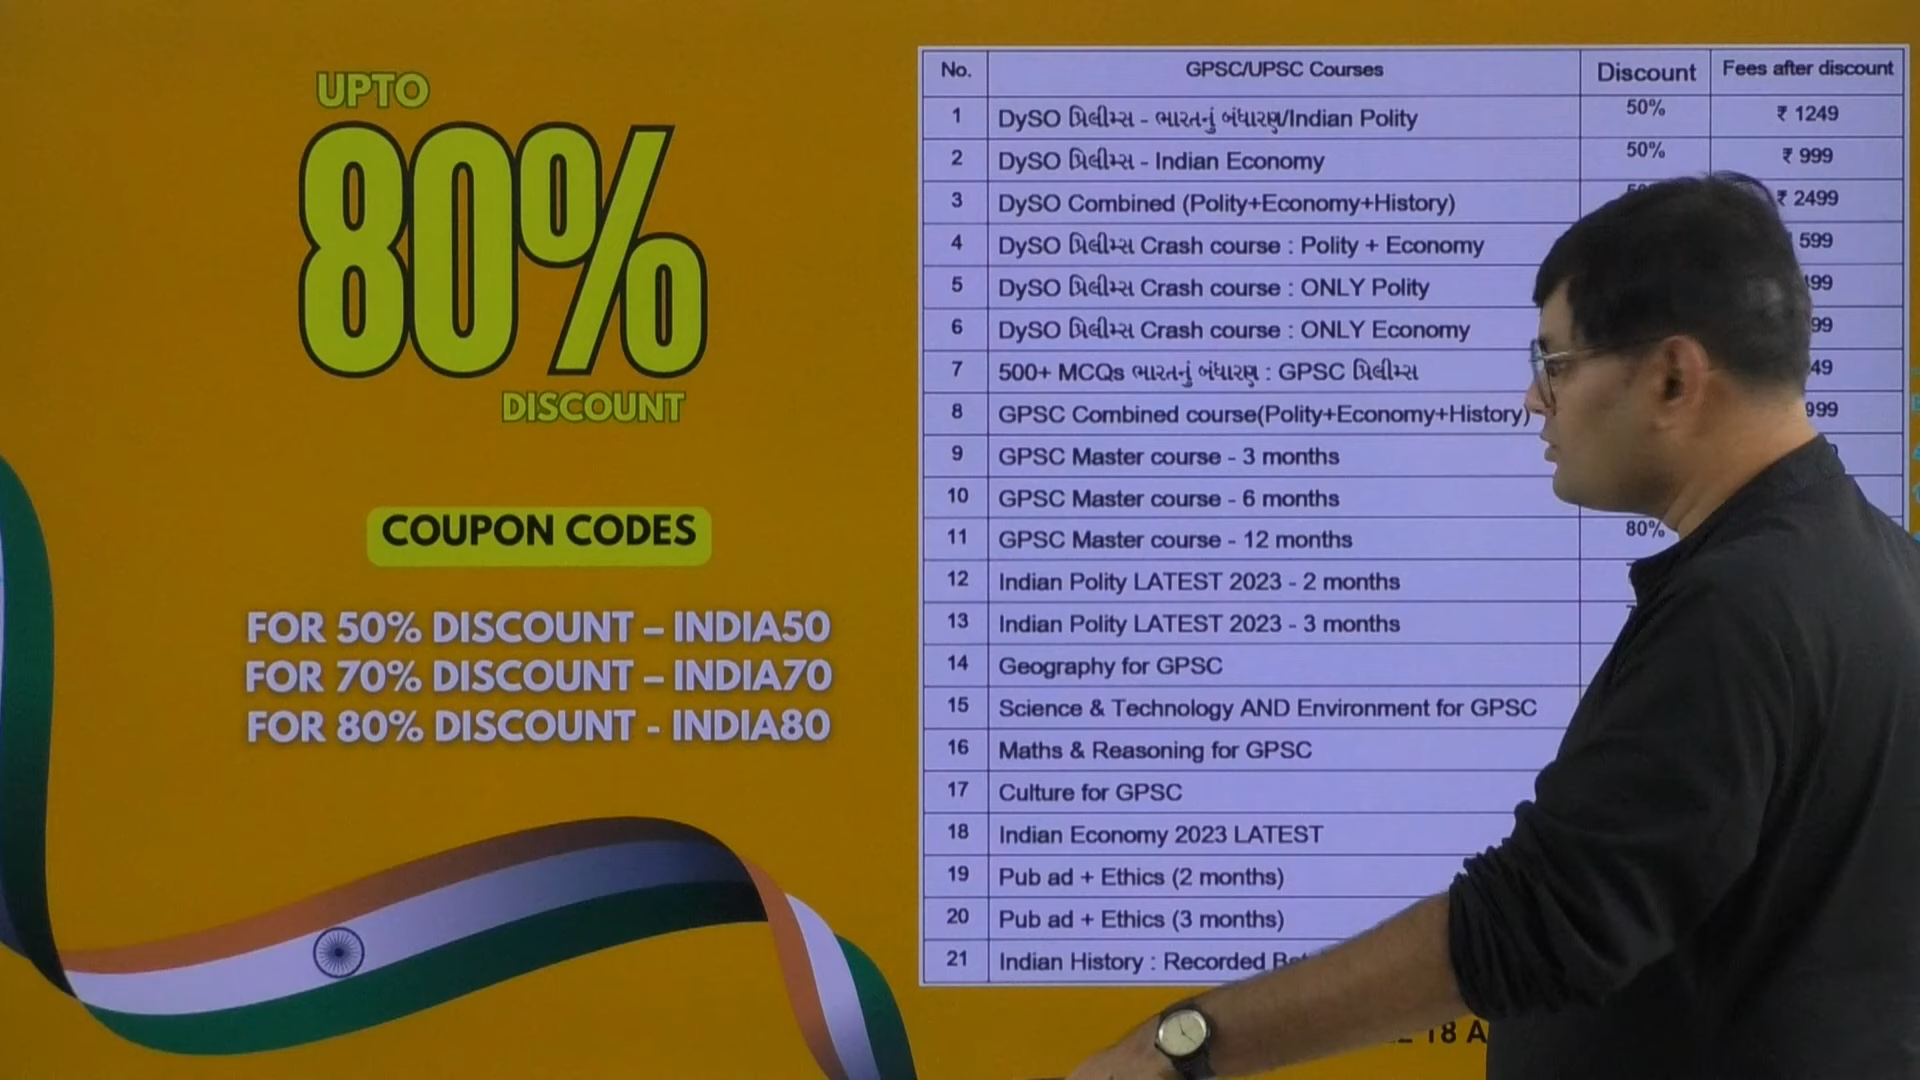 UPTO
80%
DISCOUNT
COUPON CODES
FOR 50% DISCOUNT – INDIA50
FOR 70% DISCOUNT – INDIA70
FOR 80% DISCOUNT - INDIA80
No. GPSC/UPSC Courses Discount Fees after discount
1 DySO પ્રિલીમ્સ - ભારતનું બંધારણ/Indian Polity 50% ₹ 1249
2 DySO પ્રિલીમ્સ - Indian Economy 50% ₹ 999
3 DySO Combined (Polity+Economy+History) ₹ 2499
4 DySO પ્રિલીમ્સ Crash course : Polity + Economy 599
5 DySO પ્રિલીમ્સ Crash course : ONLY Polity
6 DySO પ્રિલીમ્સ Crash course : ONLY Economy
7 500+ MCQs ભારતનું બંધારણ : GPSC પ્રિલીમ્સ
8 GPSC Combined course(Polity+Economy+History)
9 GPSC Master course - 3 months
10 GPSC Master course - 6 months
11 GPSC Master course - 12 months 80%
12 Indian Polity LATEST 2023 - 2 months
13 Indian Polity LATEST 2023 - 3 months
14 Geography for GPSC
15 Science & Technology AND Environment for GPSC
16 Maths & Reasoning for GPSC
17 Culture for GPSC
18 Indian Economy 2023 LATEST
19 Pub ad + Ethics (2 months)
20 Pub ad + Ethics (3 months)
21 Indian History : Recorded
18